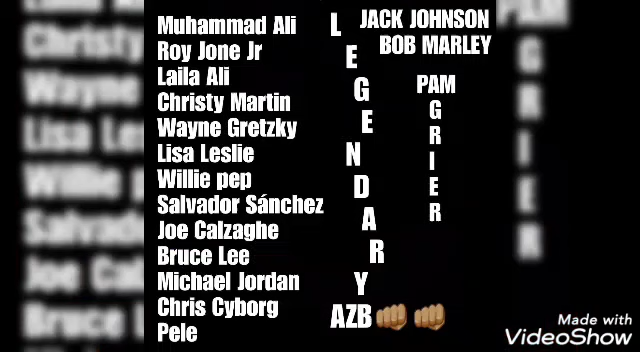 Muhammad Ali
Roy Jone Jr
Laila Ali
Christy Martin
Wayne Gretzky
Lisa Leslie
Willie pep
Salvador Sánchez
Joe Calzaghe
Bruce Lee
Michael Jordan
Chris Cyborg
Pele
L
E
G
E
N
D
A
R
Y
AZB👊🏽 👊🏽
JACK JOHNSON
BOB MARLEY
PAM
G
R
I
E
R
Made with
VideoShow